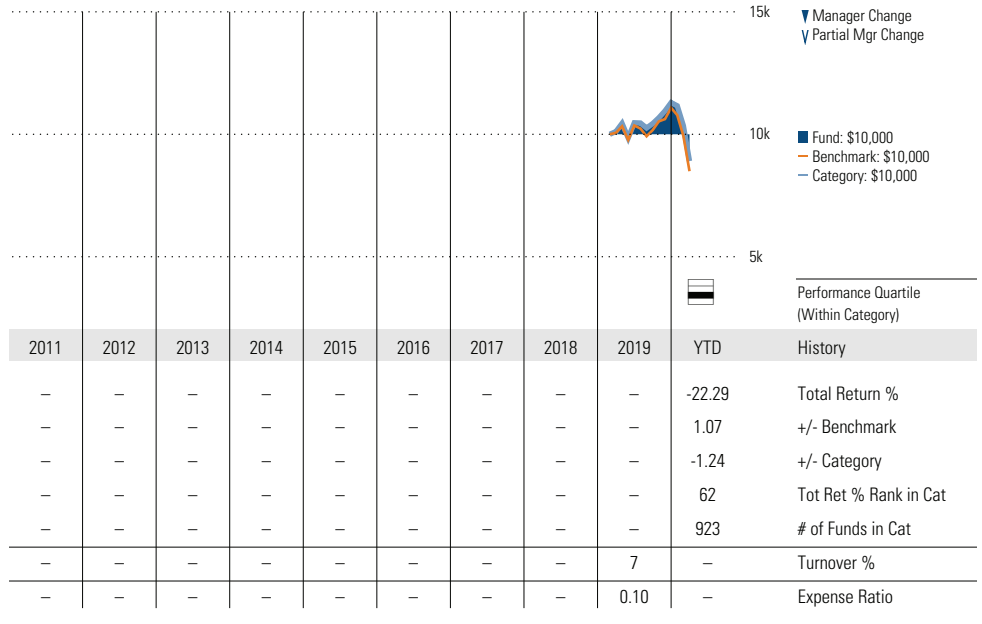 15k
▼ Manager Change
∨ Partial Mgr Change
10k
Fund: $10,000
Benchmark: $10,000
Category: $10,000
5k
Performance Quartile
(Within Category)
2011 2012 2013 2014 2015 2016 2017 2018 2019 YTD History
– – – – – – – – – -22.29 Total Return %
– – – – – – – – – 1.07 +/- Benchmark
– – – – – – – – – -1.24 +/- Category
– – – – – – – – – 62 Tot Ret % Rank in Cat
– – – – – – – – – 923 # of Funds in Cat
– – – – – – – – 7 – Turnover %
– – – – – – – – 0.10 – Expense Ratio